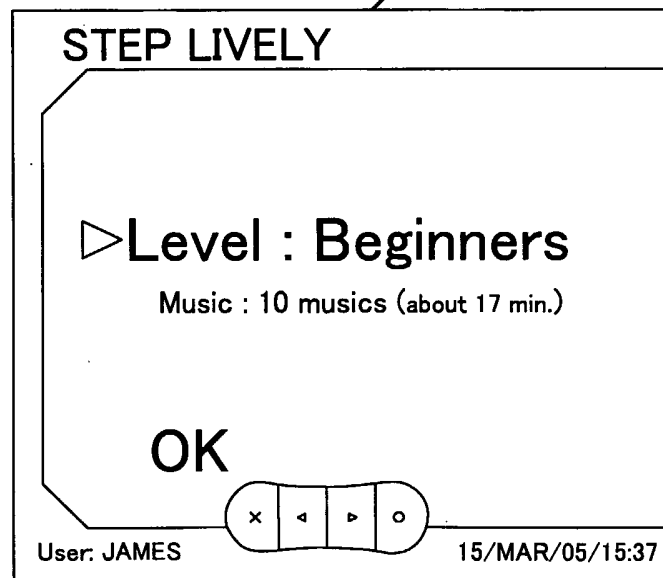 STEP LIVELY
▷Level : Beginners
Music : 10 musics (about 17 min.)
OK
User: JAMES
15/MAR/05/15:37